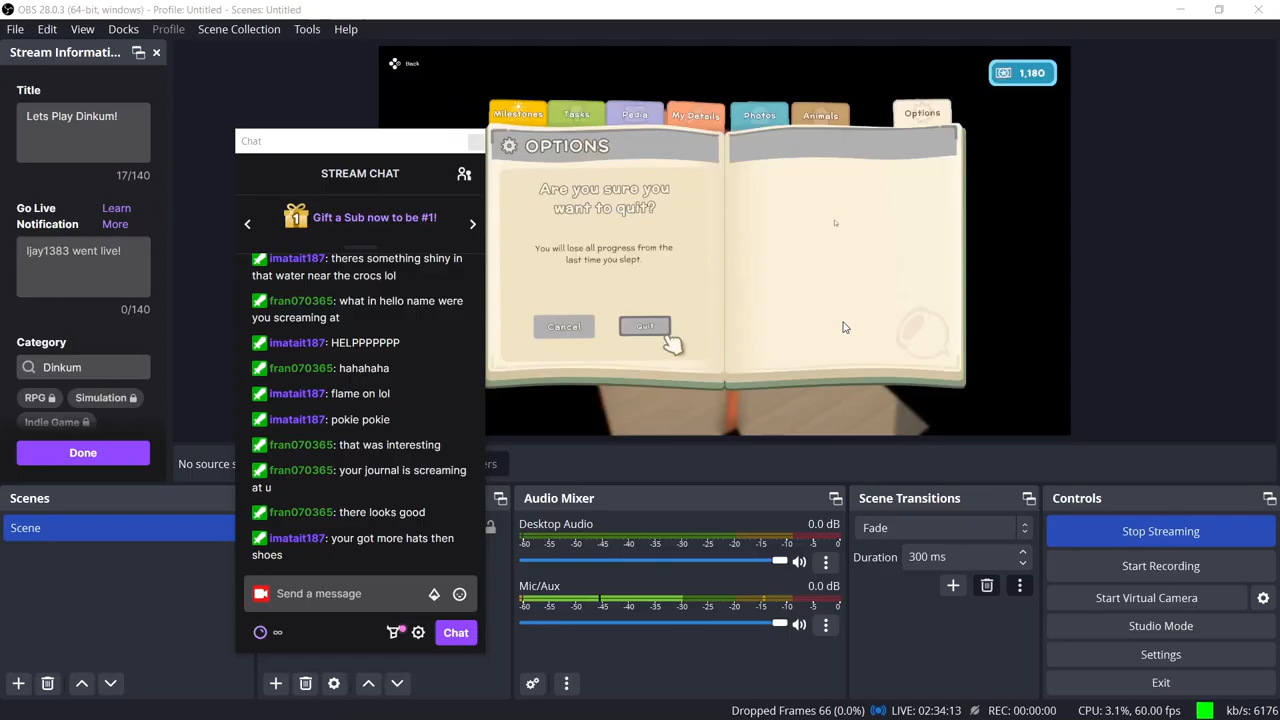 OBS 28.0.3 (64-bit, windows) - Profile: Untitled - Scenes: Untitled
File Edit View Docks Profile Scene Collection Tools Help
Stream Informati...
Title
Lets Play Dinkum!
17/140
Go Live Notification
Learn More
ljay1383 went live!
0/140
Category
Dinkum
RPG
Simulation
Indie Game
Done
Chat
STREAM CHAT
1
Gift a Sub now to be #1!
imatait187: theres something shiny in
that water near the crocs lol
fran070365: what in hello name were
you screaming at
imatait187: HELPPPPPPP
fran070365: hahahaha
imatait187: flame on lol
imatait187: pokie pokie
fran070365: that was interesting
fran070365: your journal is screaming
at u
fran070365: there looks good
imatait187: your got more hats then
shoes
Send a message
∞
Chat
Back
1,180
Milestones Tasks Pedia My Details Photos Animals Options
OPTIONS
Are you sure you
want to quit?
You will lose all progress from the
last time you slept.
Cancel Quit
No source s
ers
Scenes
Scene
Audio Mixer
Desktop Audio 0.0 dB
-60 -55 -50 -45 -40 -35 -30 -25 -20 -15 -10 -5 0
Mic/Aux 0.0 dB
-60 -55 -50 -45 -40 -35 -30 -25 -20 -15 -10 -5 0
Scene Transitions
Fade
Duration 300 ms
Controls
Stop Streaming
Start Recording
Start Virtual Camera
Studio Mode
Settings
Exit
Dropped Frames 66 (0.0%) LIVE: 02:34:13 REC: 00:00:00 CPU: 3.1%, 60.00 fps kb/s: 6176